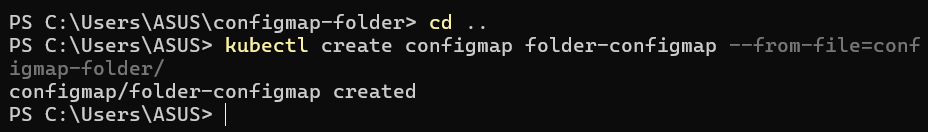 PS C:\Users\ASUS\configmap-folder> cd ..
PS C:\Users\ASUS> kubectl create configmap folder-configmap --from-file=conf
igmap-folder/
configmap/folder-configmap created
PS C:\Users\ASUS>